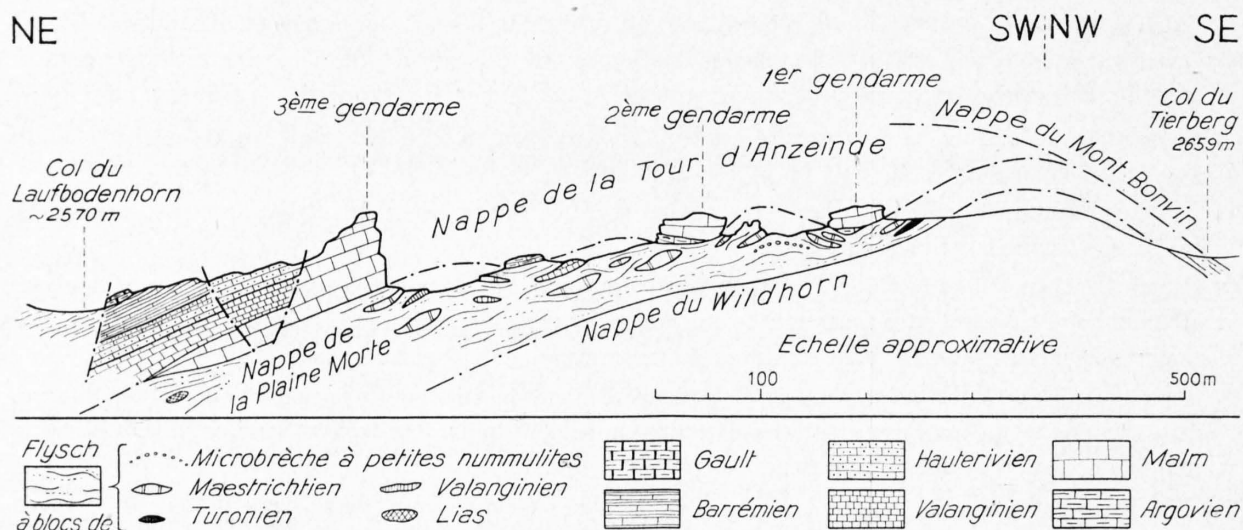 NE
SW NW SE
1er gendarme
3ème gendarme
2ème gendarme
Col du
Tierberg
2659m
Nappe du Mont Bonvin
Nappe de la Tour d'Anzeinde
Col du
Laufbodenhorn
~2570 m
Nappe du Wildhorn
Nappe de
la Plaine Morte
Echelle approximative
100 500m
Flysch
à blocs de
Microbrèche à petites nummulites
Maestrichtien
Valanginien
Turonien
Lias
Gault
Barrémien
Hauterivien
Valanginien
Malm
Argovien